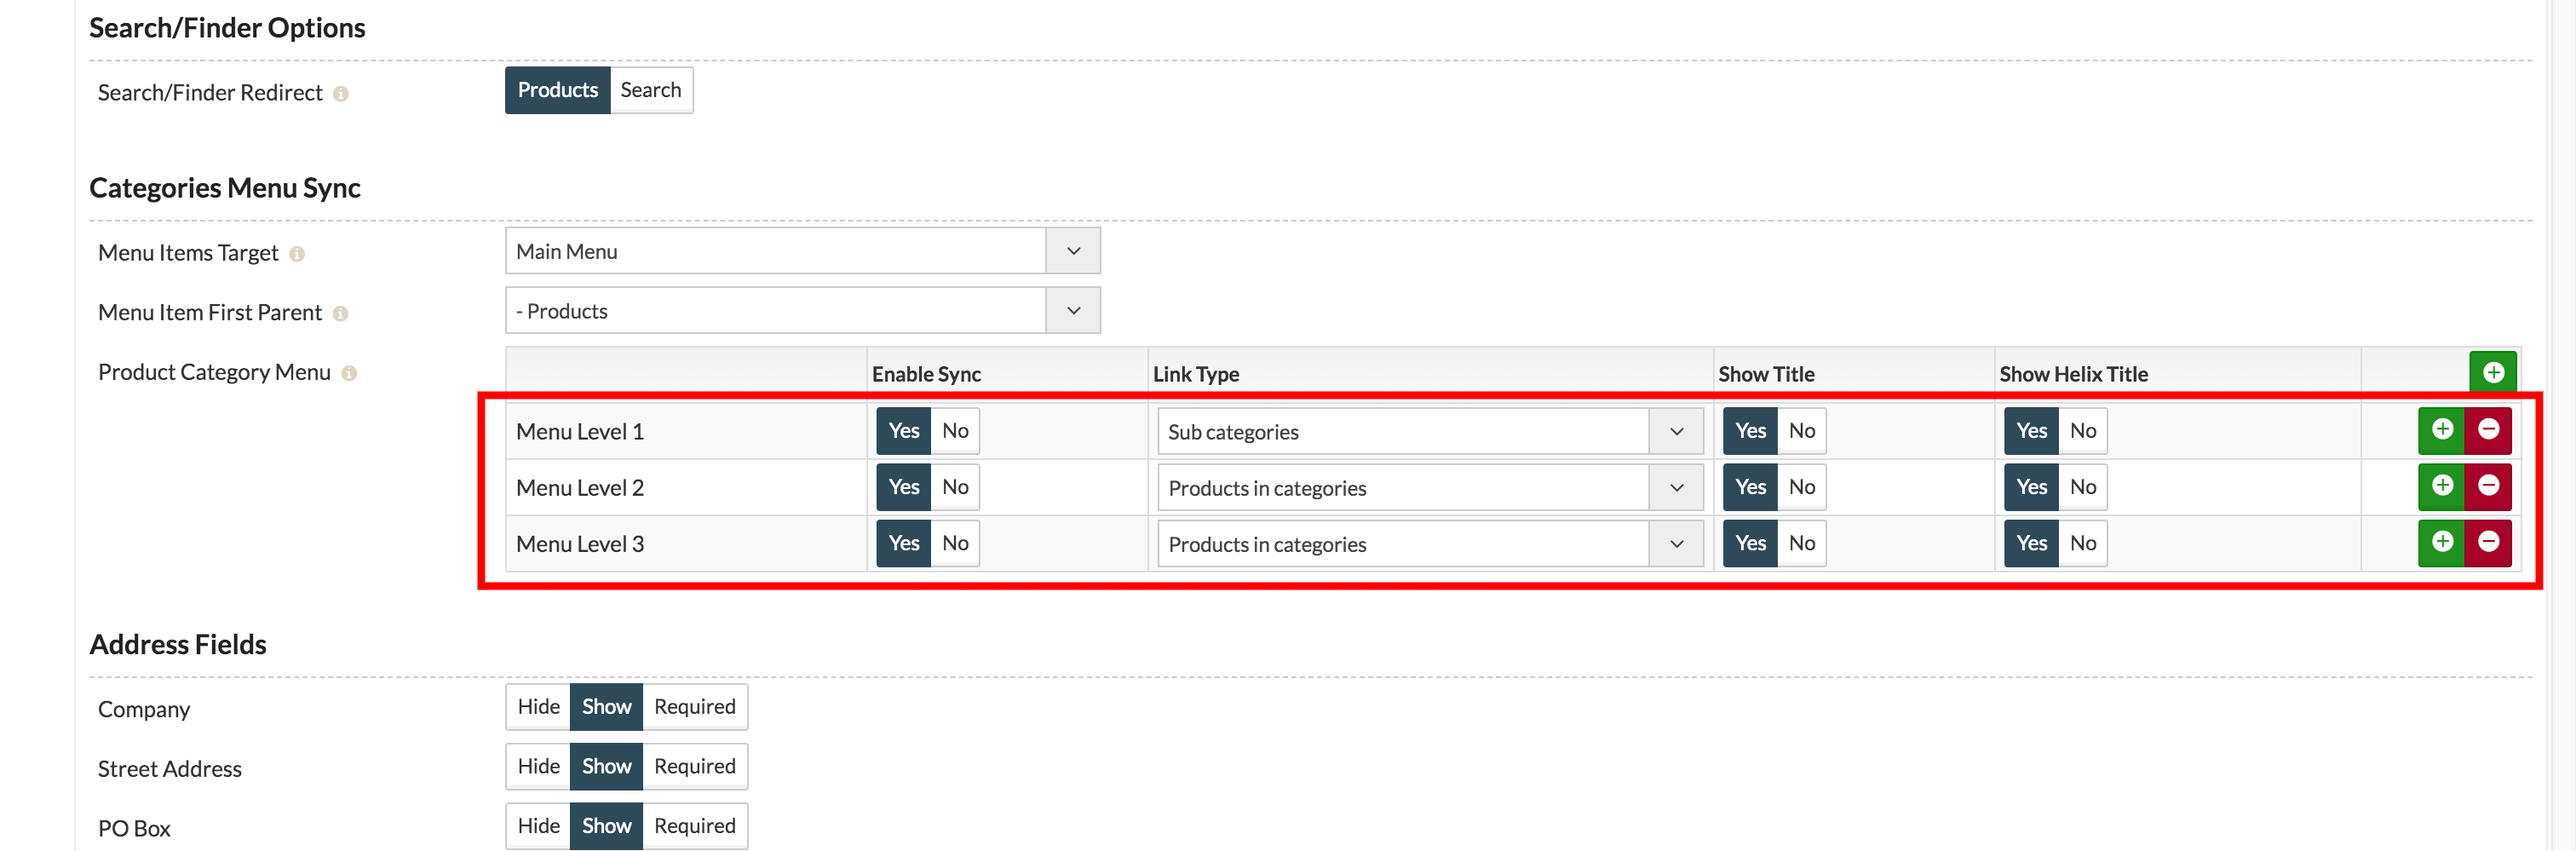 Search/Finder Options
Search/Finder Redirect Products Search
Categories Menu Sync
Menu Items Target Main Menu
Menu Item First Parent - Products
Product Category Menu Enable Sync Link Type Show Title Show Helix Title
Menu Level 1 Yes No Sub categories Yes No Yes No
Menu Level 2 Yes No Products in categories Yes No Yes No
Menu Level 3 Yes No Products in categories Yes No Yes No
Address Fields
Company Hide Show Required
Street Address Hide Show Required
PO Box Hide Show Required